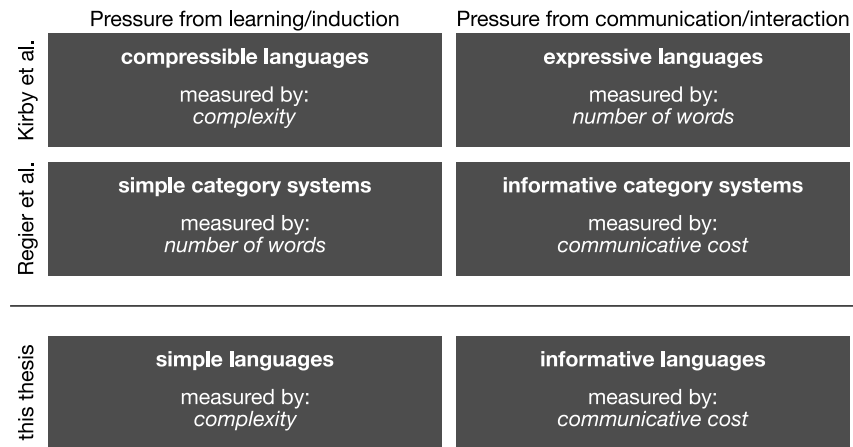 Pressure from learning/induction
Pressure from communication/interaction
Kirby et al.
compressible languages
measured by:
complexity
expressive languages
measured by:
number of words
Regier et al.
simple category systems
measured by:
number of words
informative category systems
measured by:
communicative cost
this thesis
simple languages
measured by:
complexity
informative languages
measured by:
communicative cost